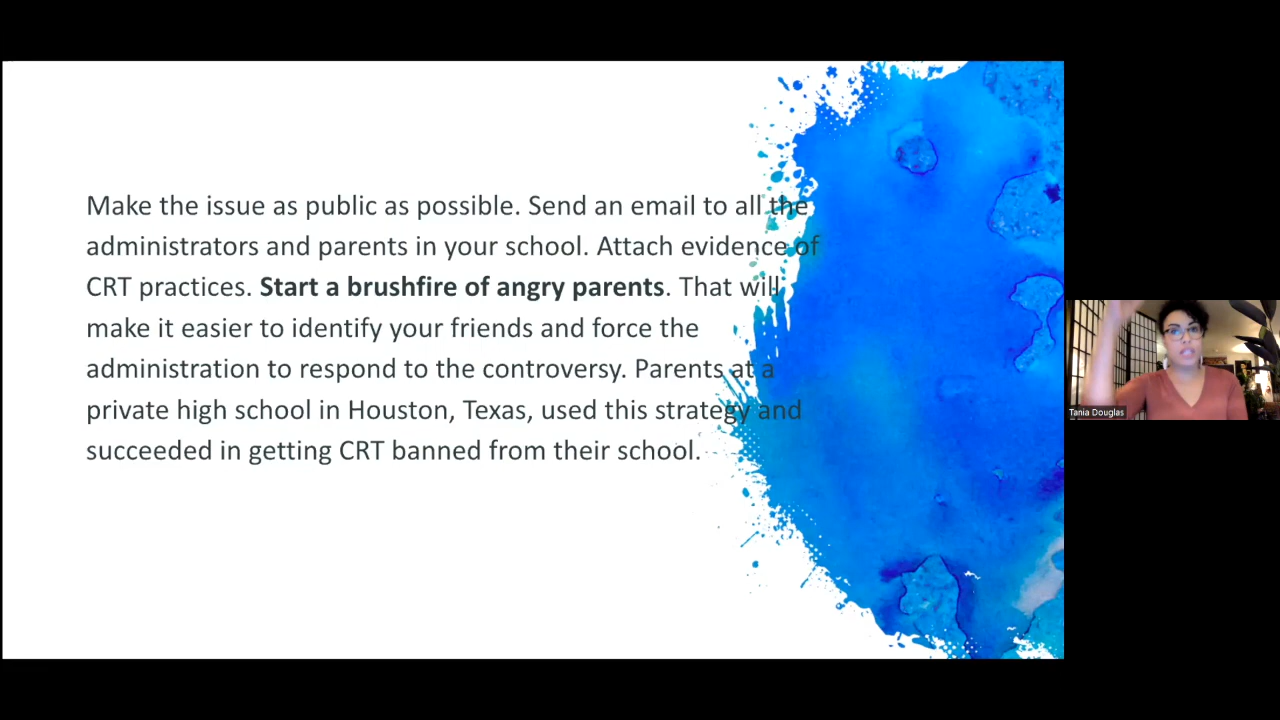 Make the issue as public as possible. Send an email to all the
administrators and parents in your school. Attach evidence of
CRT practices. Start a brushfire of angry parents. That will
make it easier to identify your friends and force the
administration to respond to the controversy. Parents at a
private high school in Houston, Texas, used this strategy and
succeeded in getting CRT banned from their school.
Tania Douglas